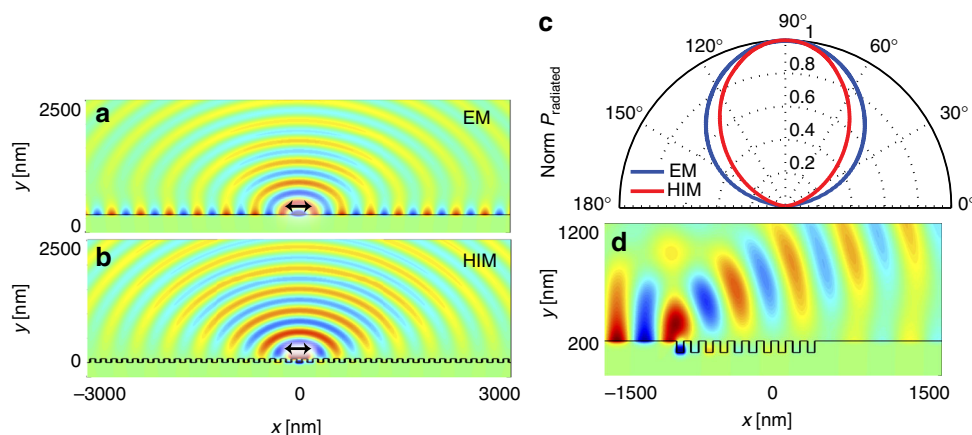 a
EM
2500
y [nm]
0
b
HIM
2500
y [nm]
0
−3000
0
3000
x [nm]
c
90°
120°
60°
150°
30°
180°
0°
1
0.8
0.6
0.4
0.2
Norm Pradiated
EM
HIM
d
1200
y [nm]
200
−1500
0
1500
x [nm]